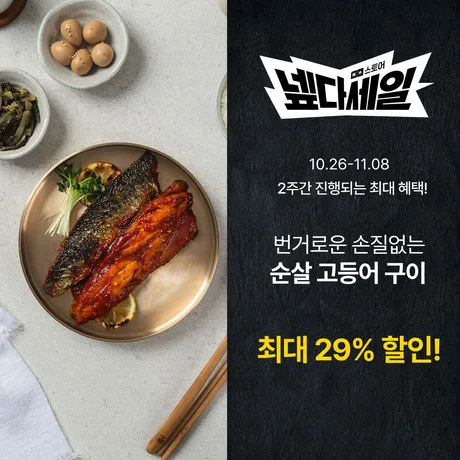 스토어
넾다세일
10.26-11.08
2주간 진행되는 최대 혜택!
번거로운 손질없는
순살 고등어 구이
최대 29% 할인!